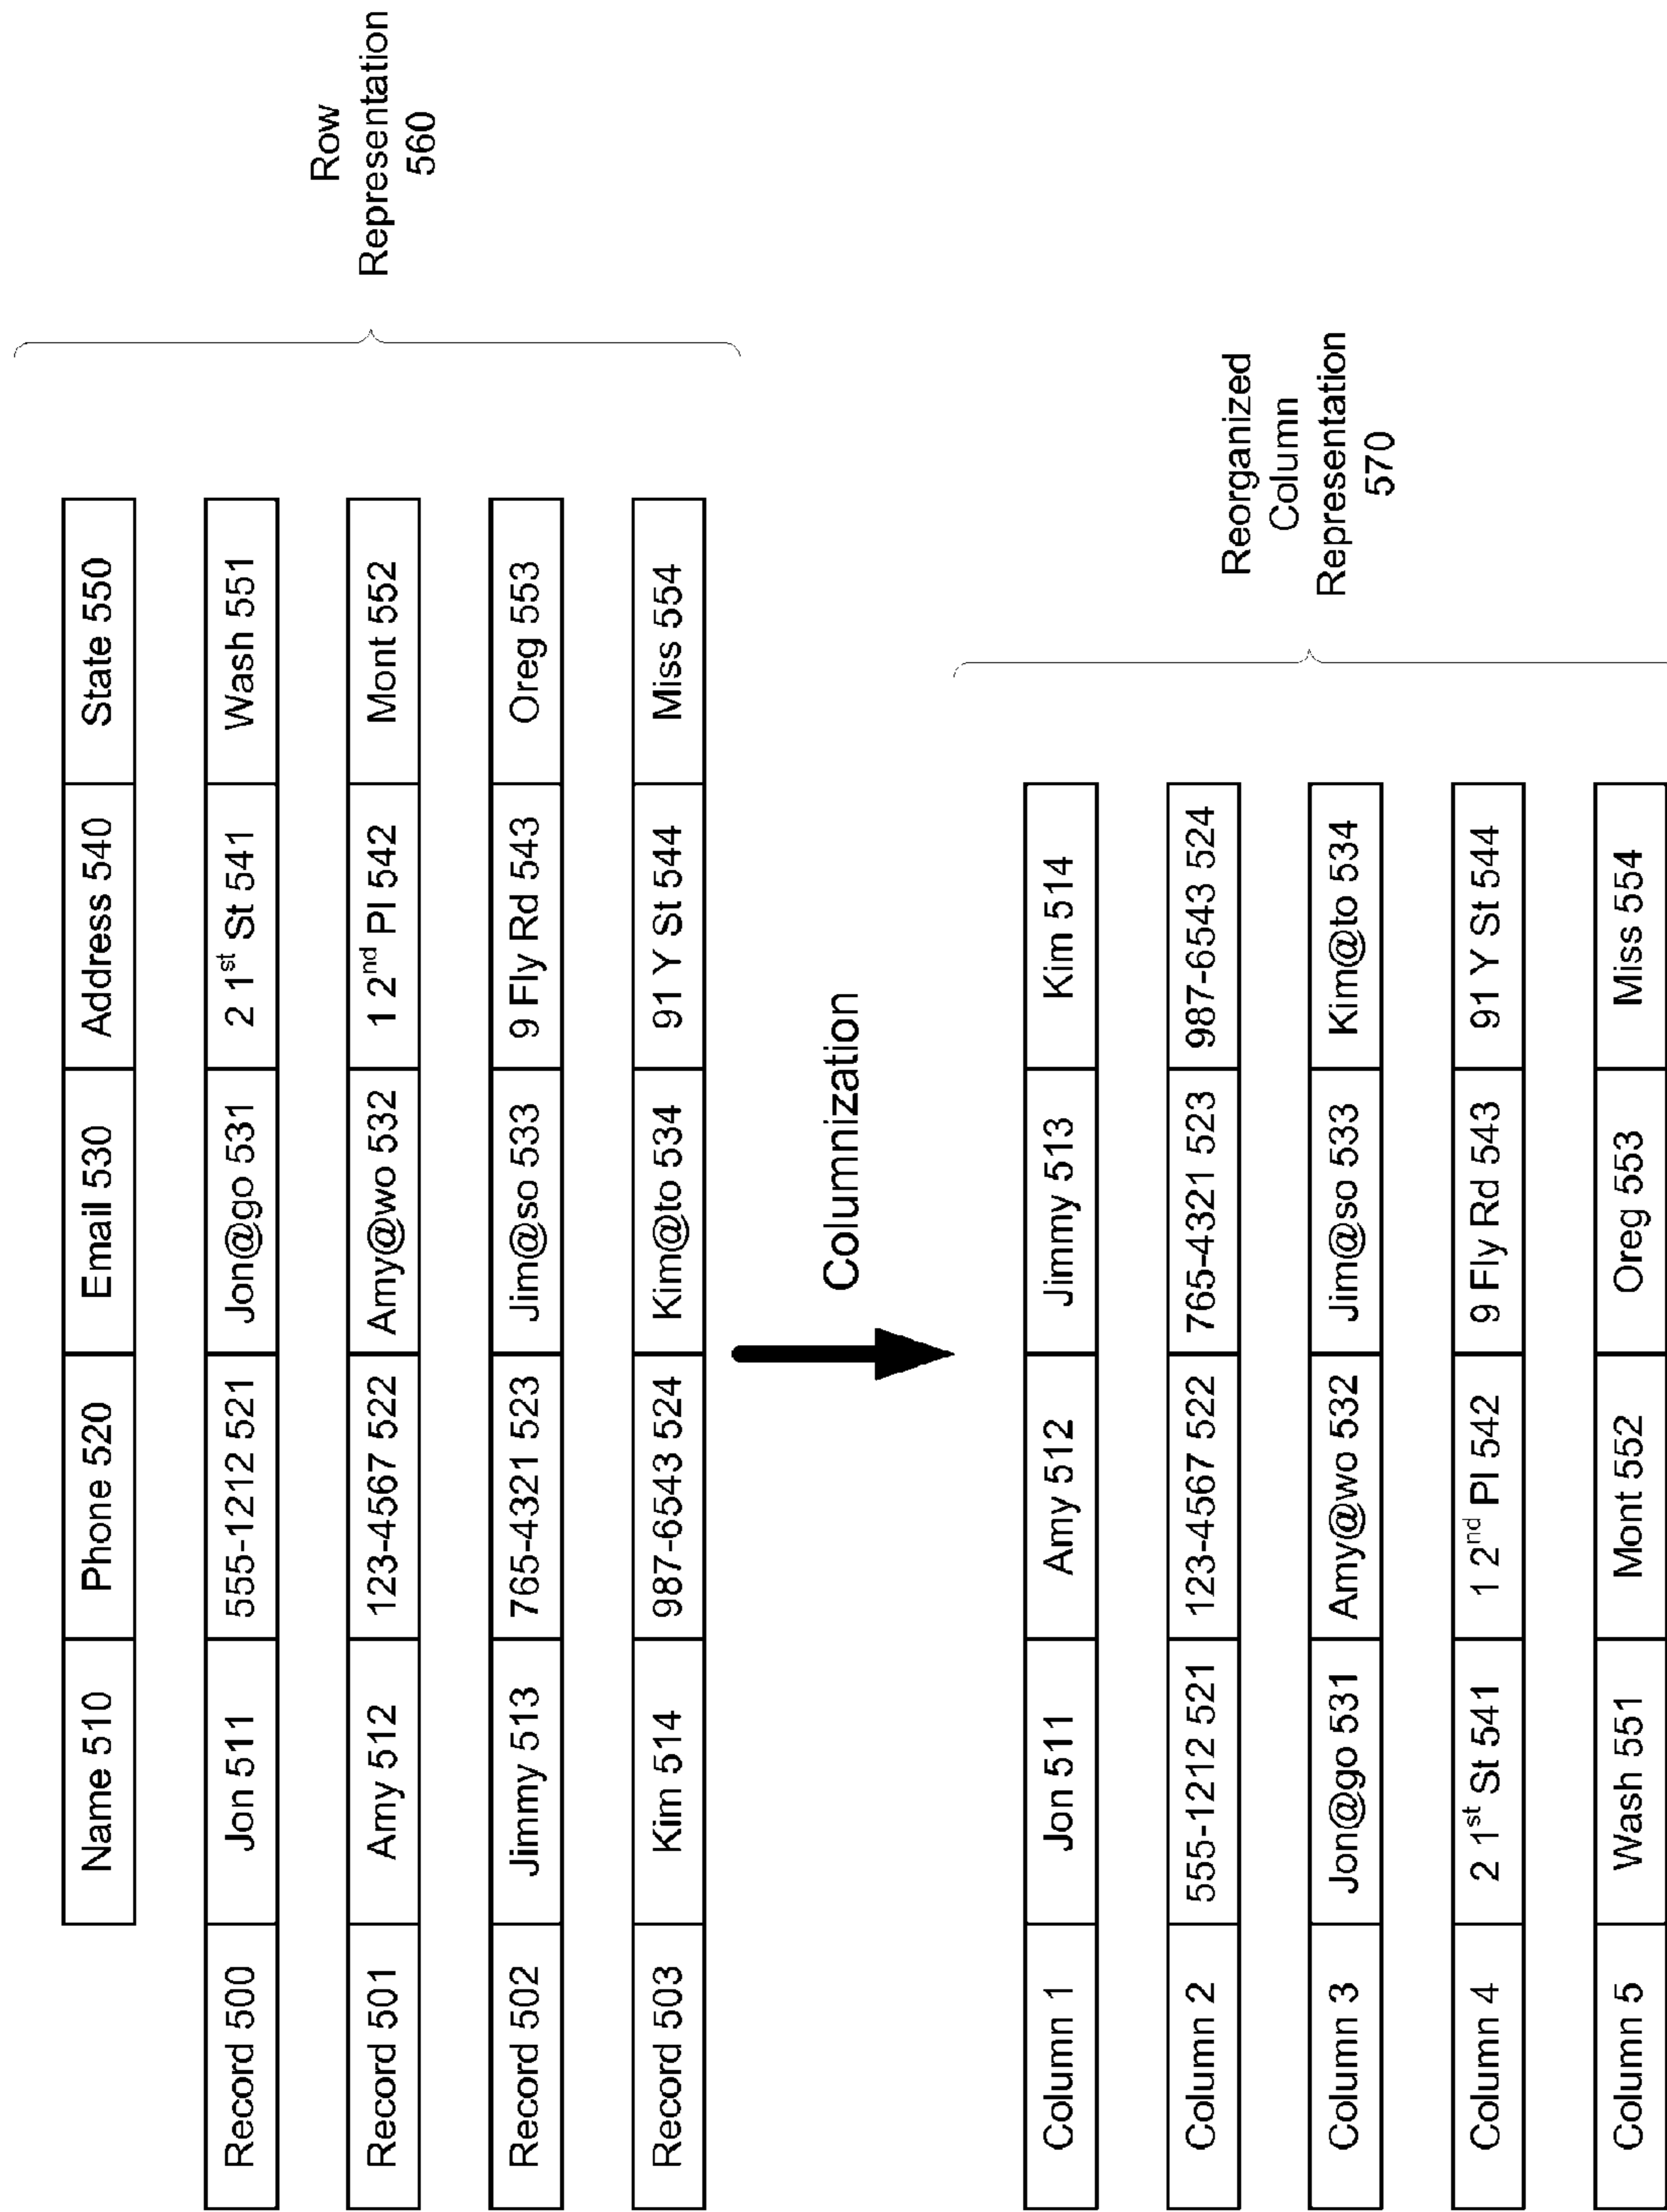 Name 510 Phone 520 Email 530 Address 540 State 550
Record 500 Jon 511 555-1212 521 Jon@go 531 2 1st St 541 Wash 551
Record 501 Amy 512 123-4567 522 Amy@wo 532 1 2nd Pl 542 Mont 552
Record 502 Jimmy 513 765-4321 523 Jim@so 533 9 Fly Rd 543 Oreg 553
Record 503 Kim 514 987-6543 524 Kim@to 534 91 Y St 544 Miss 554
Row
Representation
560
Columnization
Column 1 Jon 511 Amy 512 Jimmy 513 Kim 514
Column 2 555-1212 521 123-4567 522 765-4321 523 987-6543 524
Column 3 Jon@go 531 Amy@wo 532 Jim@so 533 Kim@to 534
Column 4 2 1st St 541 1 2nd Pl 542 9 Fly Rd 543 91 Y St 544
Column 5 Wash 551 Mont 552 Oreg 553 Miss 554
Reorganized
Column
Representation
570